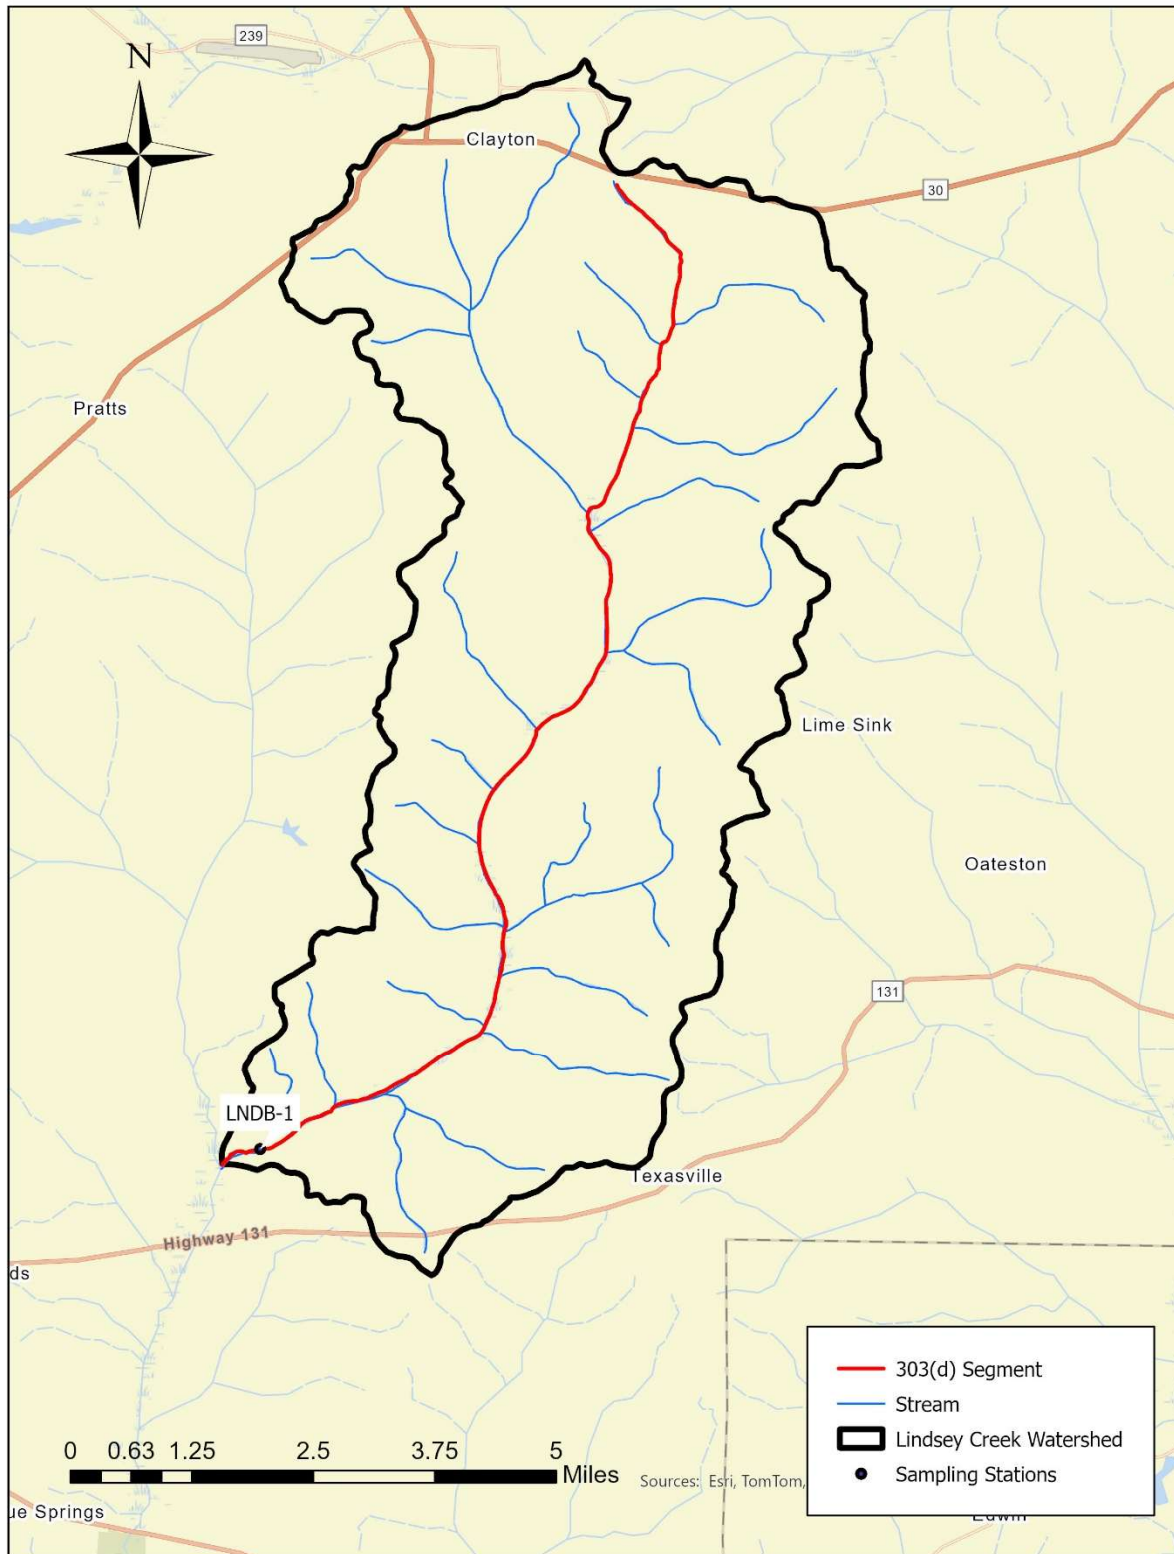 239
N
Clayton
30
Pratts
Lime Sink
Oateston
131
LNDB-1
Texasville
Highway 131
ds
303(d) Segment
Stream
Lindsey Creek Watershed
Sampling Stations
0 0.63 1.25 2.5 3.75 5
Miles
Sources: Esri, TomTom,
ue Springs
Edwin